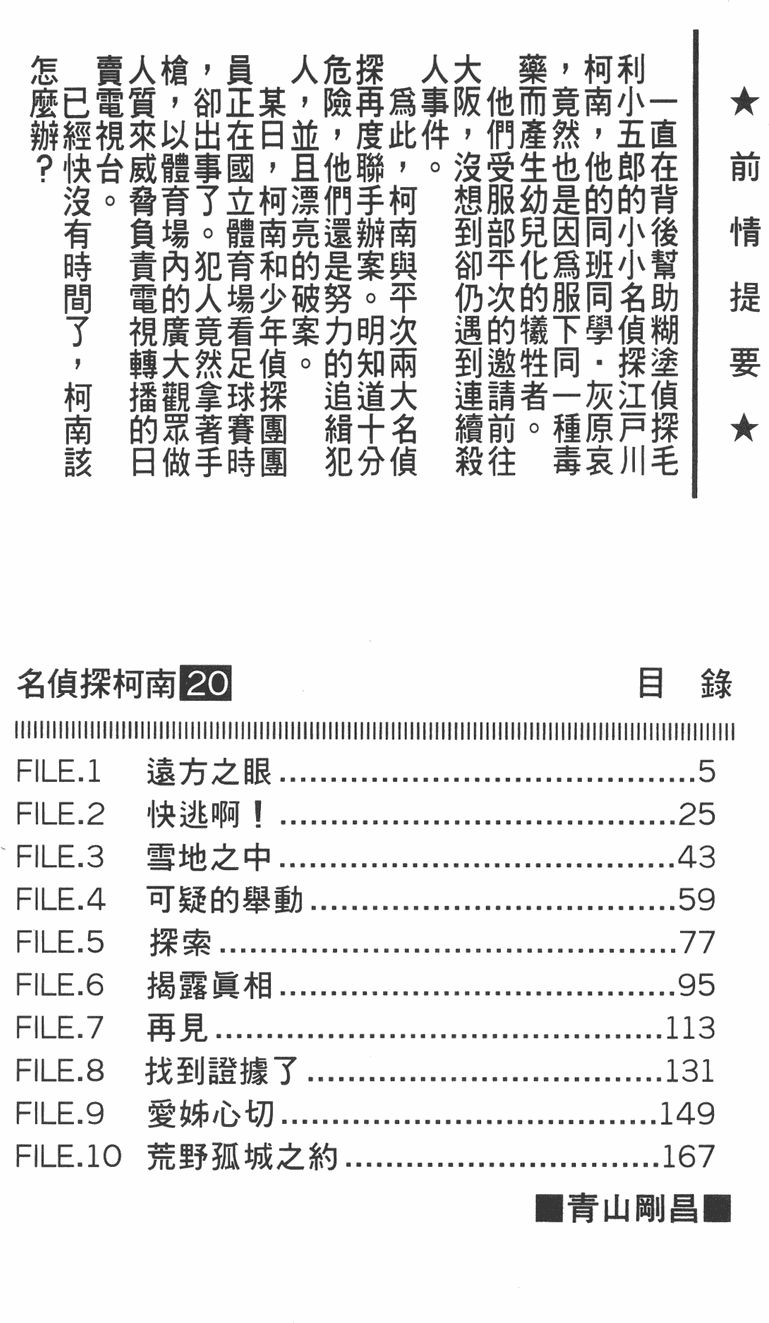 ★前情提要★
一直在背後幫助糊塗偵探毛
利小五郎的小小名偵探江戸川
柯南，他的同班同學・灰原哀
，竟然也是因爲服下同一種毒
藥而產生幼兒化的犧牲者。
他們受服部平次的邀請前往
大阪，沒想到卻仍遇到連續殺
人事件。
爲此，柯南與平次兩大名偵
探再度聯手辦案。明知道十分
危險，他們還是努力的追緝犯
人，並且漂亮的破案。
某日，柯南和少年偵探團團
員正在國立體育場看足球賽時
，卻出事了。犯人竟然拿著手
槍，以體育場內的廣大觀眾做
人質來威脅負責電視轉播的日
賣電視台。
已經快沒有時間了，柯南該
怎麼辦？
名偵探柯南20 目錄
FILE.1 遠方之眼........................................5
FILE.2 快逃啊！......................................25
FILE.3 雪地之中......................................43
FILE.4 可疑的舉動...................................59
FILE.5 探索............................................77
FILE.6 揭露眞相......................................95
FILE.7 再見...........................................113
FILE.8 找到證據了..................................131
FILE.9 愛姊心切....................................149
FILE.10 荒野孤城之約..............................167
■青山剛昌■